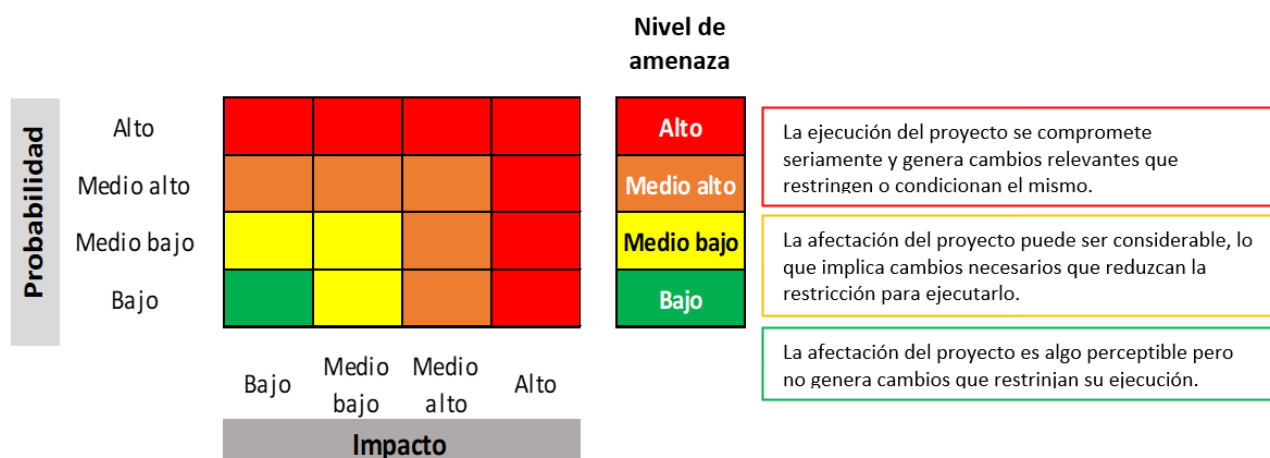 Nivel de
amenaza
Probabilidad
Alto
Medio alto
Medio bajo
Bajo
Alto
Medio alto
Medio bajo
Bajo
La ejecución del proyecto se compromete
seriamente y genera cambios relevantes que
restringen o condicionan el mismo.
La afectación del proyecto puede ser considerable, lo
que implica cambios necesarios que reduzcan la
restricción para ejecutarlo.
La afectación del proyecto es algo perceptible pero
no genera cambios que restrinjan su ejecución.
Bajo
Medio
bajo
Medio
alto
Alto
Impacto